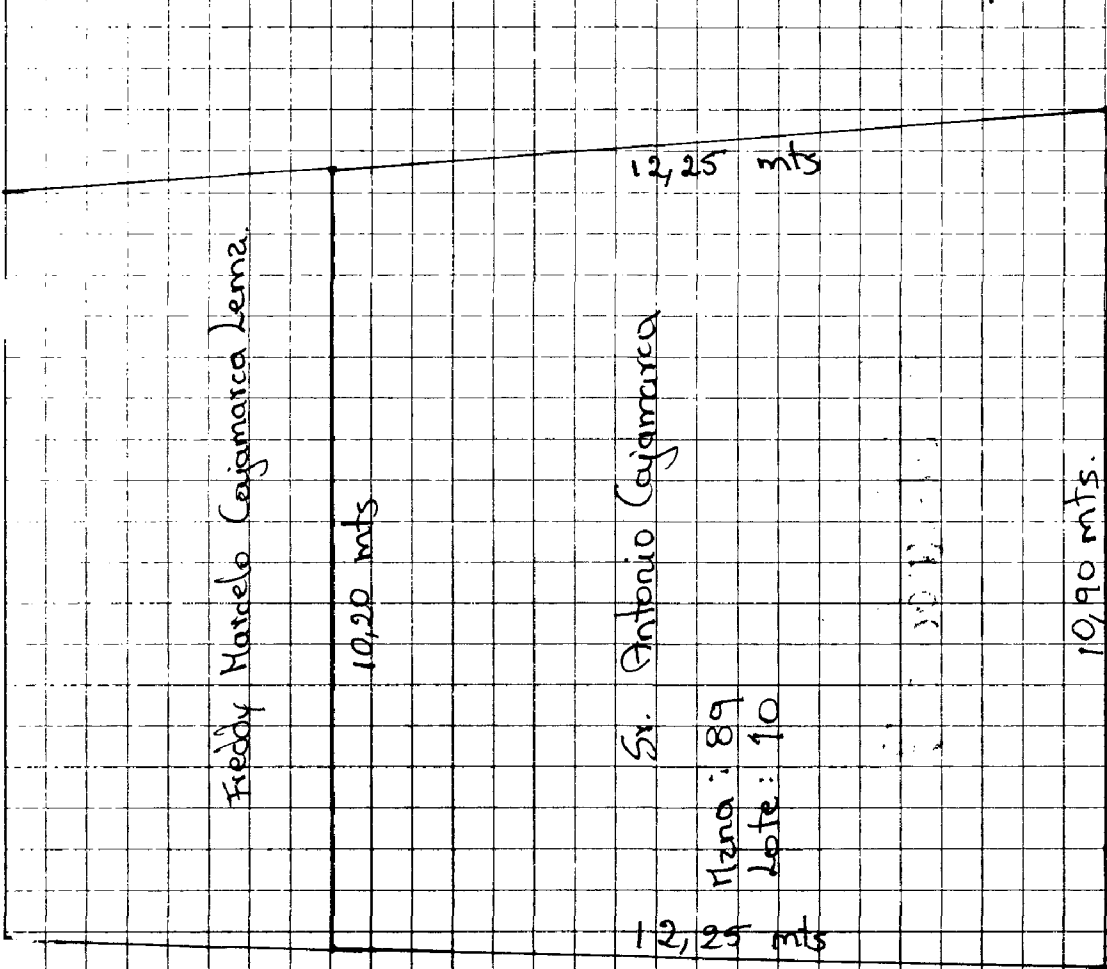 12,25 mts
Freddy Marcelo Cajamarca Lema.
10,20 mts
Sr. Antonio Cajamarca
Mzna : 89
Lote : 10
10,90 mts.
12,25 mts